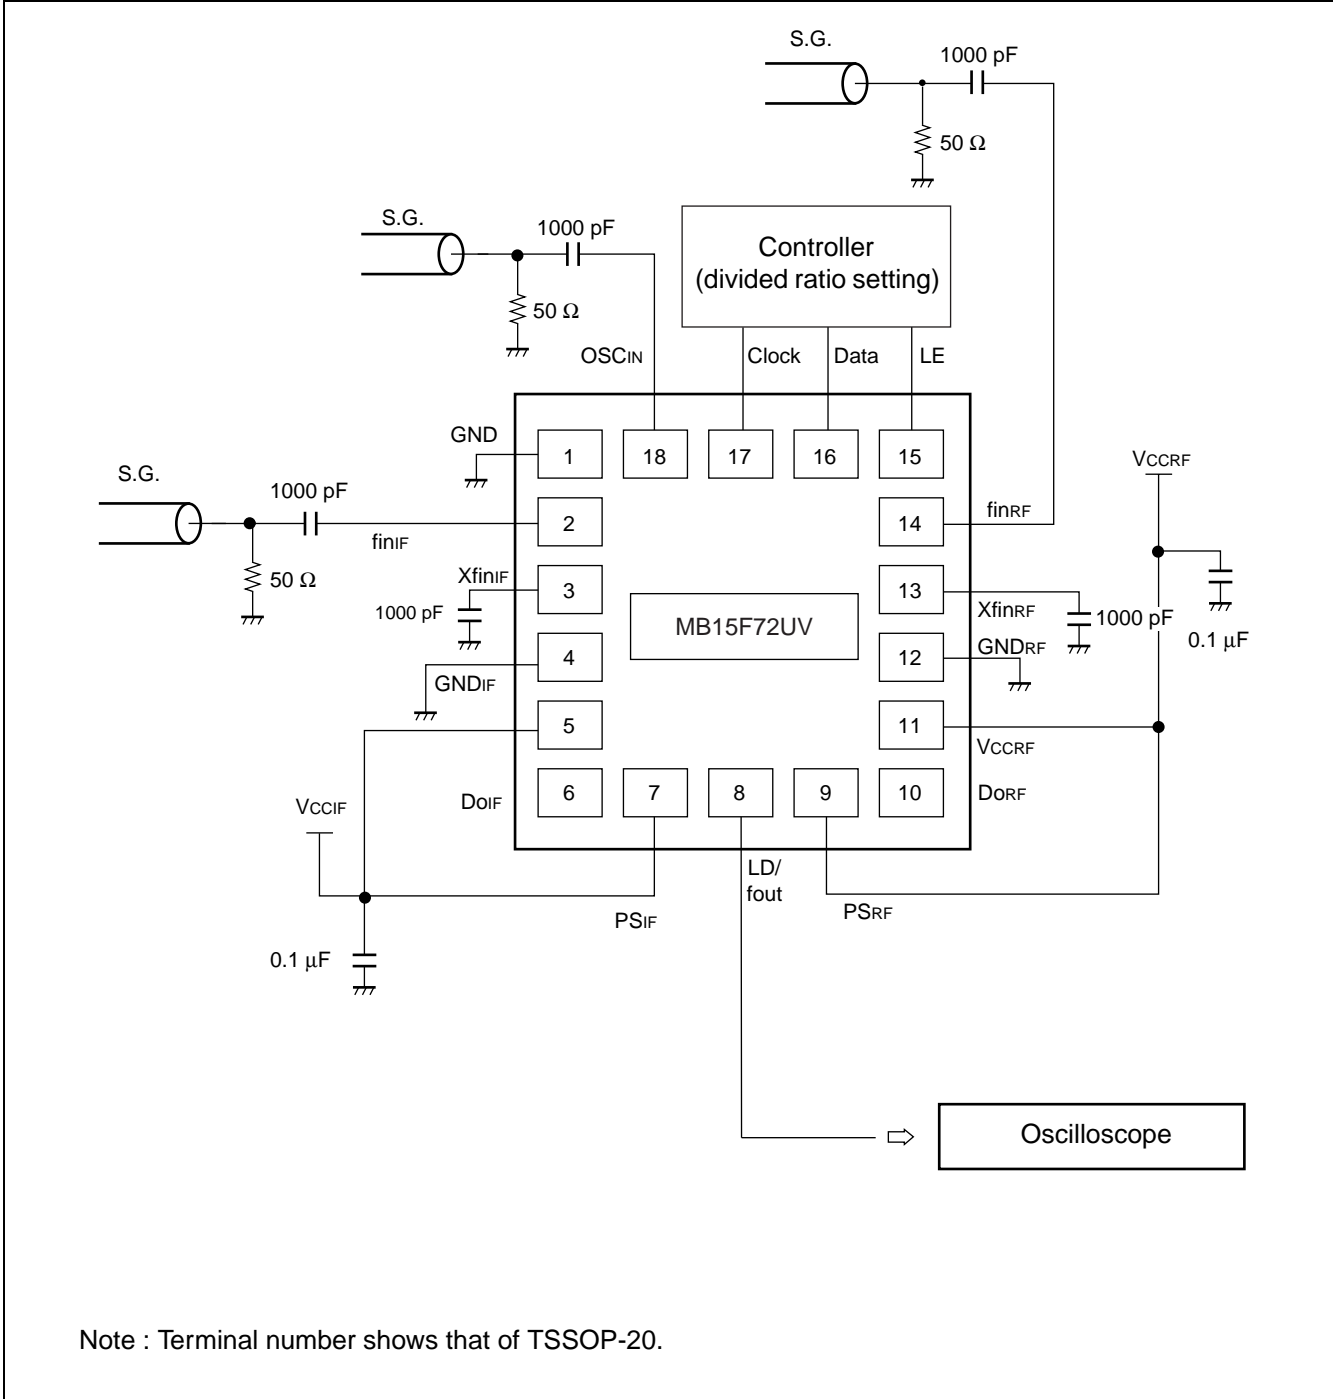 S.G.
1000 pF
50 Ω
S.G.
1000 pF
50 Ω
Controller
(divided ratio setting)
OSCIN
Clock
Data
LE
GND
1
18
17
16
15
S.G.
1000 pF
finIF
50 Ω
2
14
finRF
VCCRF
XfinIF
1000 pF
3
13
XfinRF
1000 pF
0.1 μF
MB15F72UV
GNDIF
4
12
GNDRF
5
11
VCCRF
DoIF
6
7
8
9
10
DoRF
VCCIF
LD/
fout
PSIF
PSRF
0.1 μF
Oscilloscope
Note : Terminal number shows that of TSSOP-20.